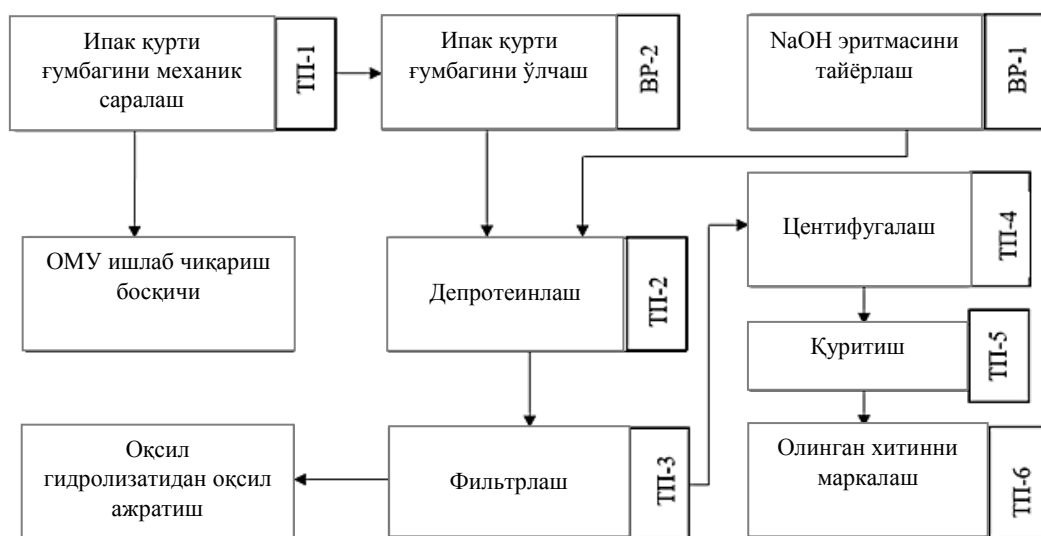 Ипак қурти
ғумбагини механик
саралаш
ТП-1
Ипак қурти
ғумбагини ўлчаш
ВР-2
NaOH эритмасини
тайёрлаш
ВР-1
ОМУ ишлаб чиқариш
босқичи
Депротеинлаш
ТП-2
Центифугалаш
ТП-4
Қуритиш
ТП-5
Оқсил
гидролизатидан оқсил
ажратиш
Фильтрлаш
ТП-3
Олинган хитинни
маркалаш
ТП-6